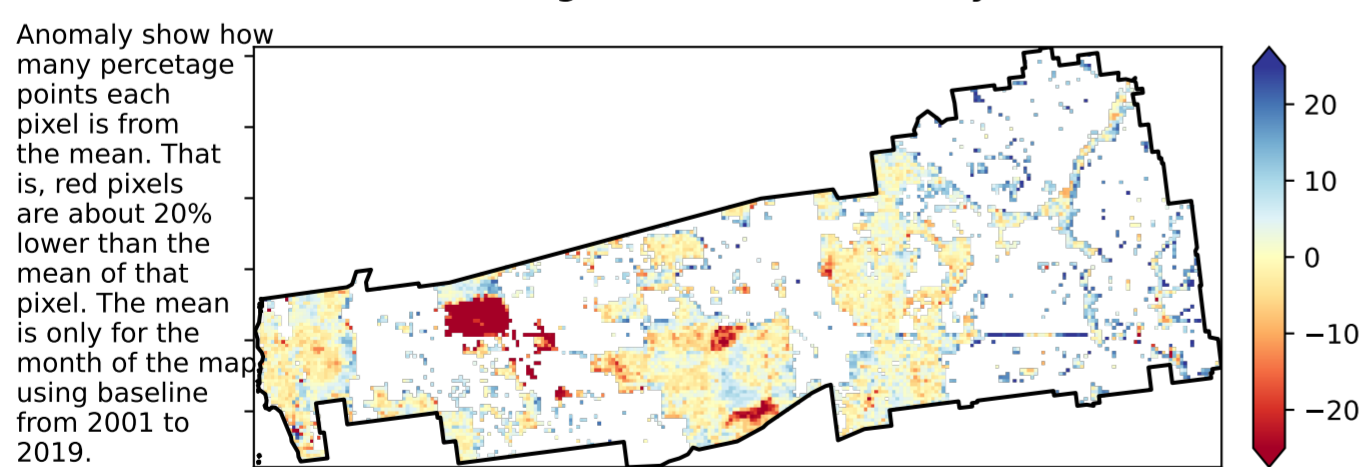 Anomaly show how
many percetage
points each
pixel is from
the mean. That
is, red pixels
are about 20%
lower than the
mean of that
pixel. The mean
is only for the
month of the map
using baseline
from 2001 to
2019.
20
10
0
−10
−20